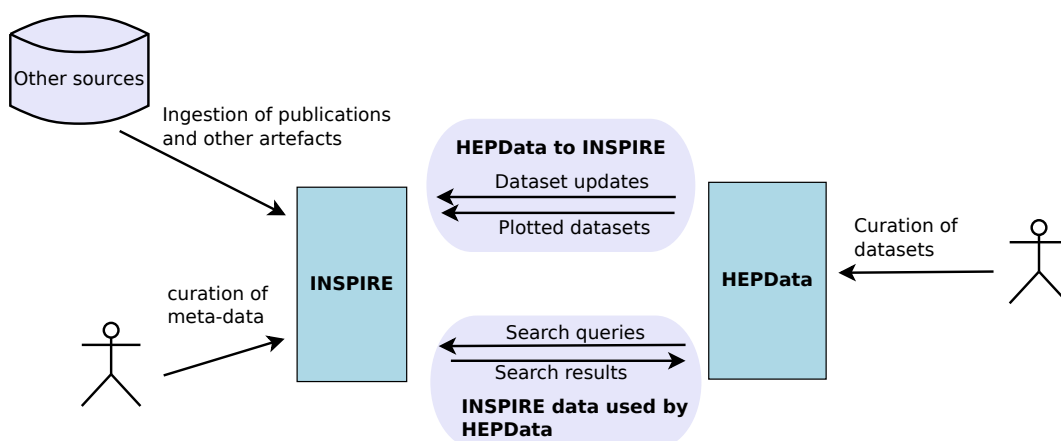 Other sources
Ingestion of publications
and other artefacts
HEPData to INSPIRE
Dataset updates
Plotted datasets
INSPIRE
HEPData
Curation of
datasets
curation of
meta-data
Search queries
Search results
INSPIRE data used by
HEPData